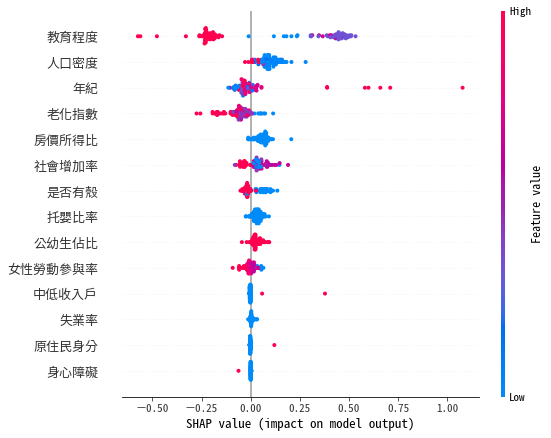 High
教育程度
人口密度
年紀
老化指數
房價所得比
社會增加率
是否有殼
托嬰比率
公幼生佔比
女性勞動參與率
中低收入戶
失業率
原住民身分
身心障礙
Feature value
Low
−0.50 −0.25 0.00 0.25 0.50 0.75 1.00
SHAP value (impact on model output)